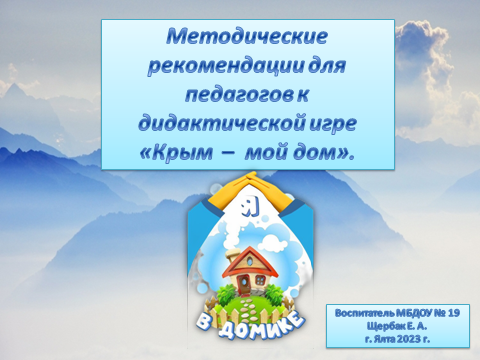 Методические
рекомендации для
педагогов к
дидактической игре
«Крым – мой дом».
Я
В ДОМИКЕ
Воспитатель МБДОУ № 19
Щербак Е. А.
г. Ялта 2023 г.